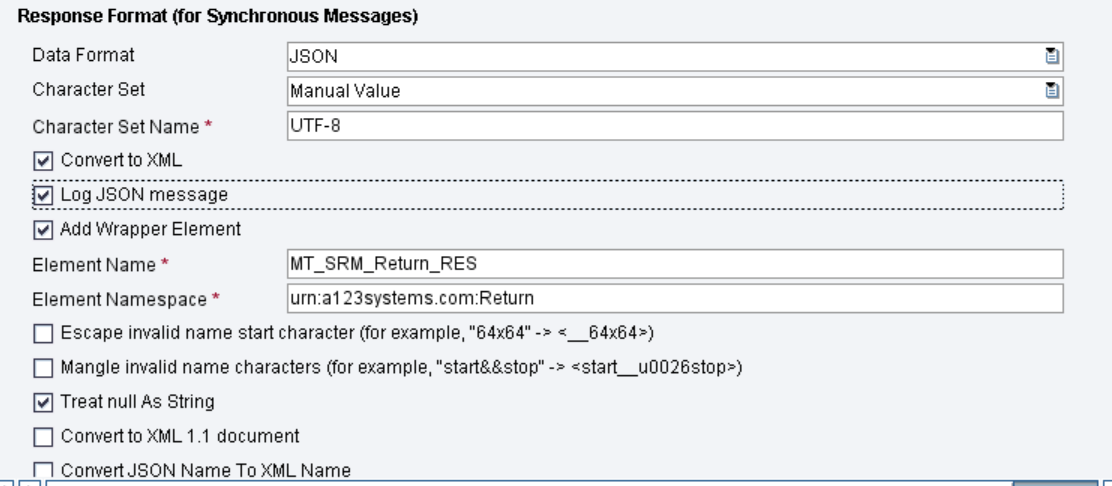 Response Format (for Synchronous Messages)
Data Format JSON
Character Set Manual Value
Character Set Name * UTF-8
Convert to XML
Log JSON message
Add Wrapper Element
Element Name * MT_SRM_Return_RES
Element Namespace * urn:a123systems.com:Return
Escape invalid name start character (for example, "64x64" -> <__64x64>)
Mangle invalid name characters (for example, "start&&stop" -> <start__u0026stop>)
Treat null As String
Convert to XML 1.1 document
Convert JSON Name To XML Name